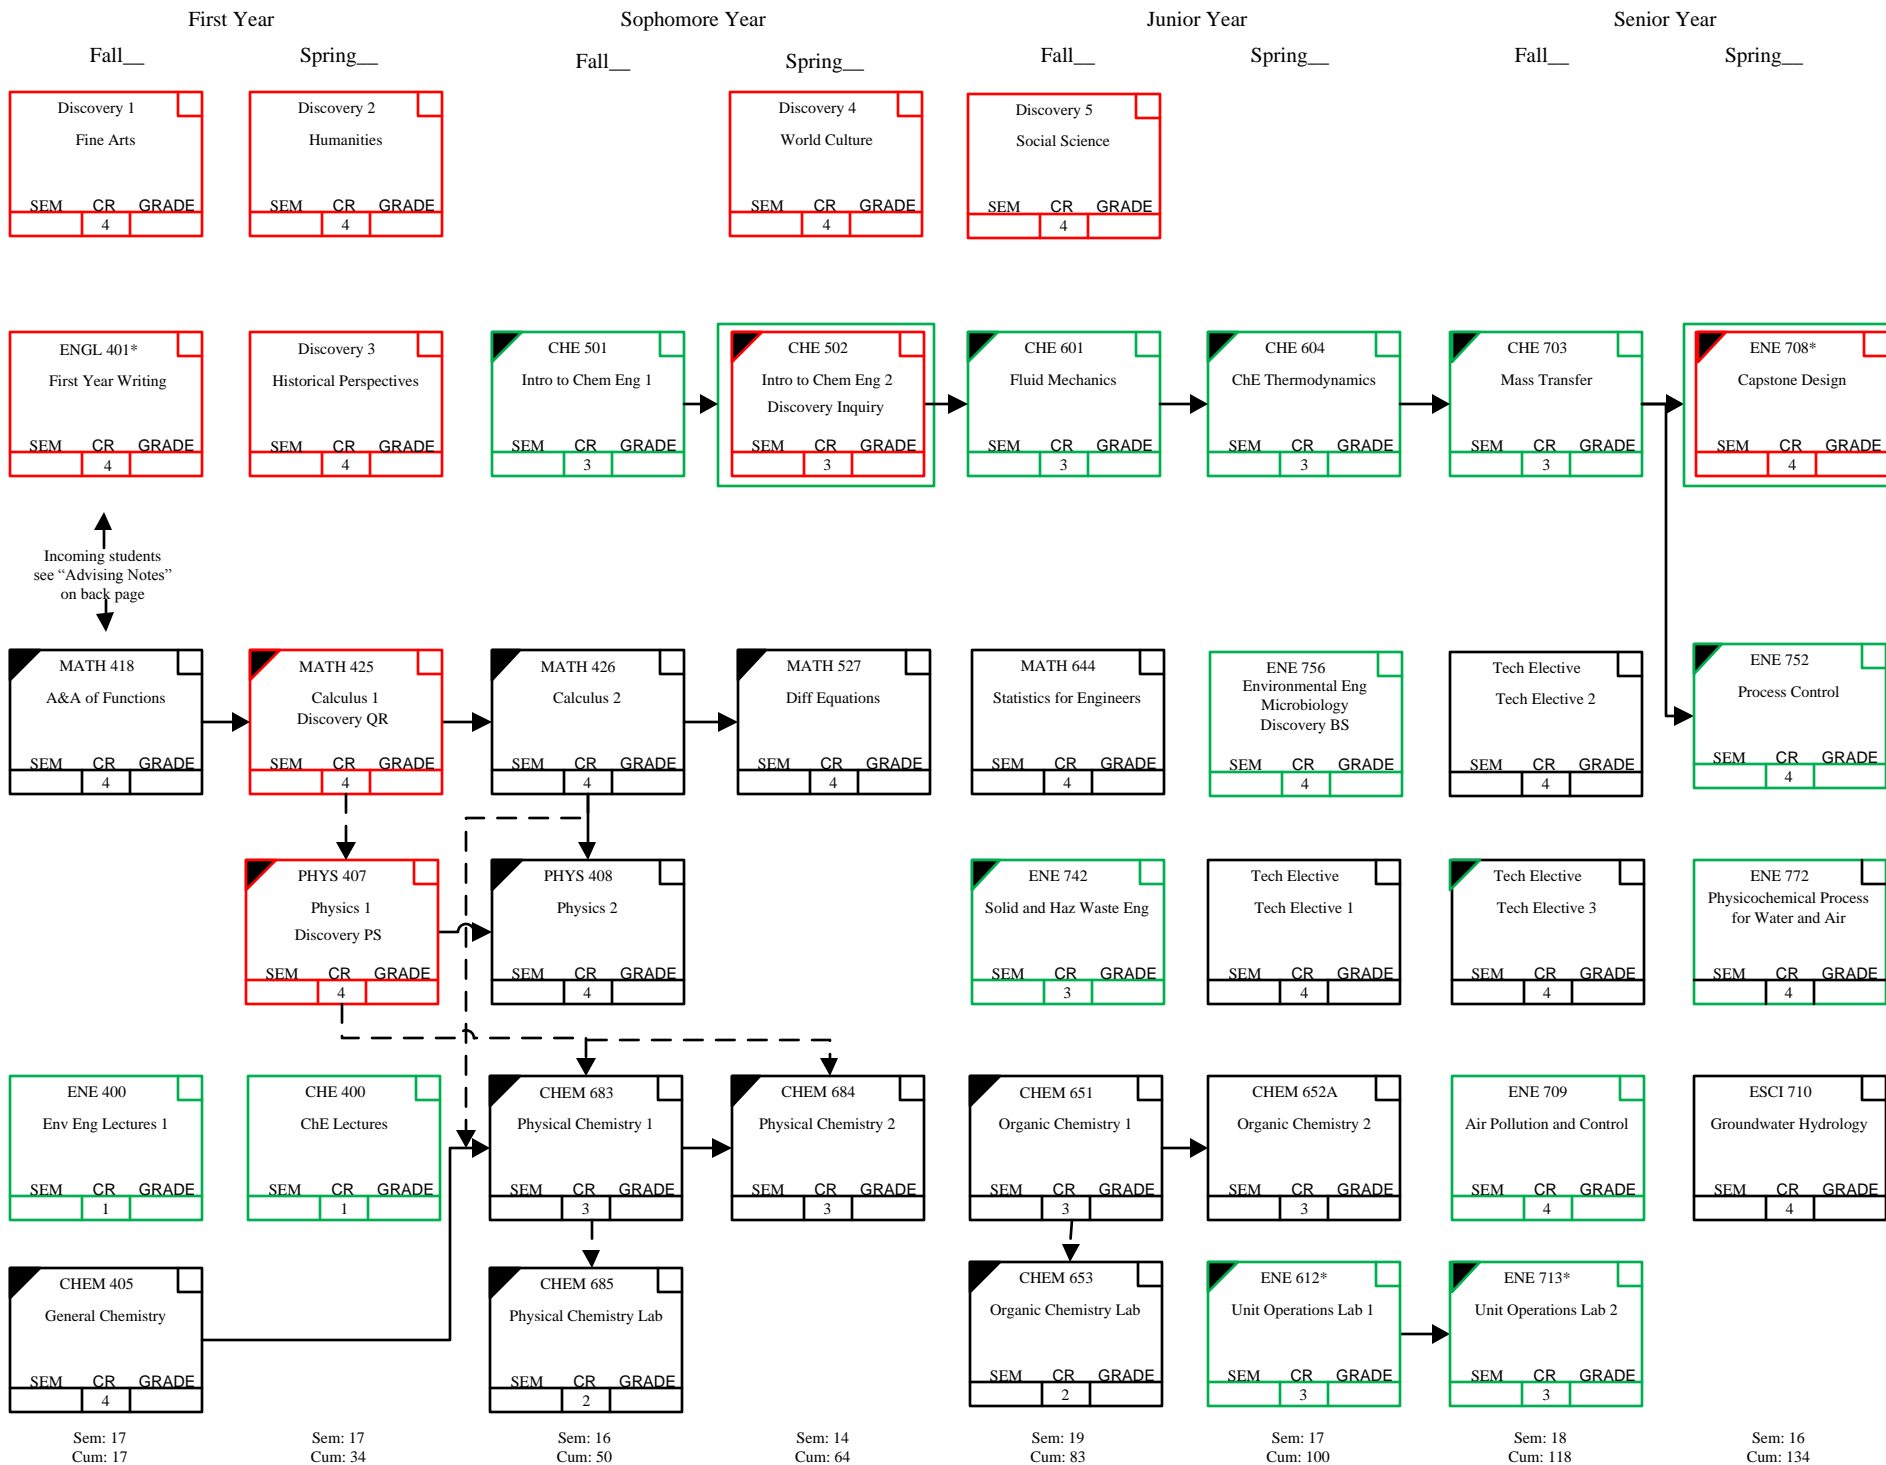 First Year
Sophomore Year
Junior Year
Senior Year
Fall__
Spring__
Fall__
Spring__
Fall__
Spring__
Fall__
Spring__
Discovery 1
Fine Arts
SEM CR GRADE
4
Discovery 2
Humanities
SEM CR GRADE
4
Discovery 4
World Culture
SEM CR GRADE
4
Discovery 5
Social Science
SEM CR GRADE
4
ENGL 401*
First Year Writing
SEM CR GRADE
4
Discovery 3
Historical Perspectives
SEM CR GRADE
4
CHE 501
Intro to Chem Eng 1
SEM CR GRADE
3
CHE 502
Intro to Chem Eng 2
Discovery Inquiry
SEM CR GRADE
3
CHE 601
Fluid Mechanics
SEM CR GRADE
3
CHE 604
ChE Thermodynamics
SEM CR GRADE
3
CHE 703
Mass Transfer
SEM CR GRADE
3
ENE 708*
Capstone Design
SEM CR GRADE
4
Incoming students
see “Advising Notes”
on back page
MATH 418
A&A of Functions
SEM CR GRADE
4
MATH 425
Calculus 1
Discovery QR
SEM CR GRADE
4
MATH 426
Calculus 2
SEM CR GRADE
4
MATH 527
Diff Equations
SEM CR GRADE
4
MATH 644
Statistics for Engineers
SEM CR GRADE
4
ENE 756
Environmental Eng
Microbiology
Discovery BS
SEM CR GRADE
4
Tech Elective
Tech Elective 2
SEM CR GRADE
4
ENE 752
Process Control
SEM CR GRADE
4
PHYS 407
Physics 1
Discovery PS
SEM CR GRADE
4
PHYS 408
Physics 2
SEM CR GRADE
4
ENE 742
Solid and Haz Waste Eng
SEM CR GRADE
3
Tech Elective
Tech Elective 1
SEM CR GRADE
4
Tech Elective
Tech Elective 3
SEM CR GRADE
4
ENE 772
Physicochemical Process
for Water and Air
SEM CR GRADE
4
ENE 400
Env Eng Lectures 1
SEM CR GRADE
1
CHE 400
ChE Lectures
SEM CR GRADE
1
CHEM 683
Physical Chemistry 1
SEM CR GRADE
3
CHEM 684
Physical Chemistry 2
SEM CR GRADE
3
CHEM 651
Organic Chemistry 1
SEM CR GRADE
3
CHEM 652A
Organic Chemistry 2
SEM CR GRADE
3
ENE 709
Air Pollution and Control
SEM CR GRADE
4
ESCI 710
Groundwater Hydrology
SEM CR GRADE
4
CHEM 405
General Chemistry
SEM CR GRADE
4
CHEM 685
Physical Chemistry Lab
SEM CR GRADE
2
CHEM 653
Organic Chemistry Lab
SEM CR GRADE
2
ENE 612*
Unit Operations Lab 1
SEM CR GRADE
3
ENE 713*
Unit Operations Lab 2
SEM CR GRADE
3
Sem: 17
Cum: 17
Sem: 17
Cum: 34
Sem: 16
Cum: 50
Sem: 14
Cum: 64
Sem: 19
Cum: 83
Sem: 17
Cum: 100
Sem: 18
Cum: 118
Sem: 16
Cum: 134